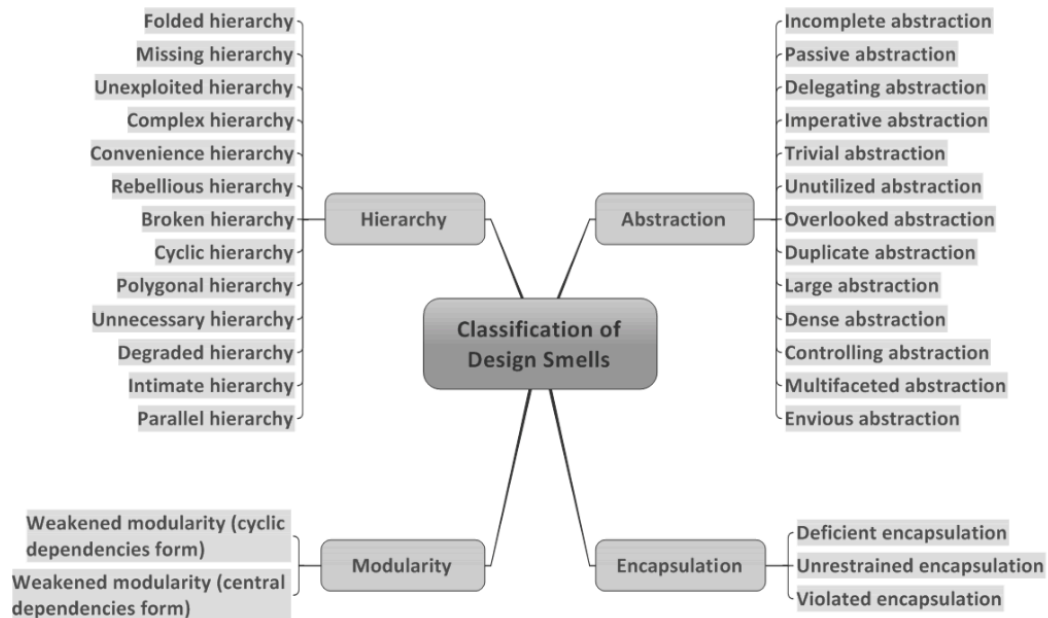 Folded hierarchy
Missing hierarchy
Unexploited hierarchy
Complex hierarchy
Convenience hierarchy
Rebellious hierarchy
Broken hierarchy
Cyclic hierarchy
Polygonal hierarchy
Unnecessary hierarchy
Degraded hierarchy
Intimate hierarchy
Parallel hierarchy
Hierarchy
Incomplete abstraction
Passive abstraction
Delegating abstraction
Imperative abstraction
Trivial abstraction
Unutilized abstraction
Overlooked abstraction
Duplicate abstraction
Large abstraction
Dense abstraction
Controlling abstraction
Multifaceted abstraction
Envious abstraction
Abstraction
Classification of
Design Smells
Weakened modularity (cyclic
dependencies form)
Weakened modularity (central
dependencies form)
Modularity
Encapsulation
Deficient encapsulation
Unrestrained encapsulation
Violated encapsulation